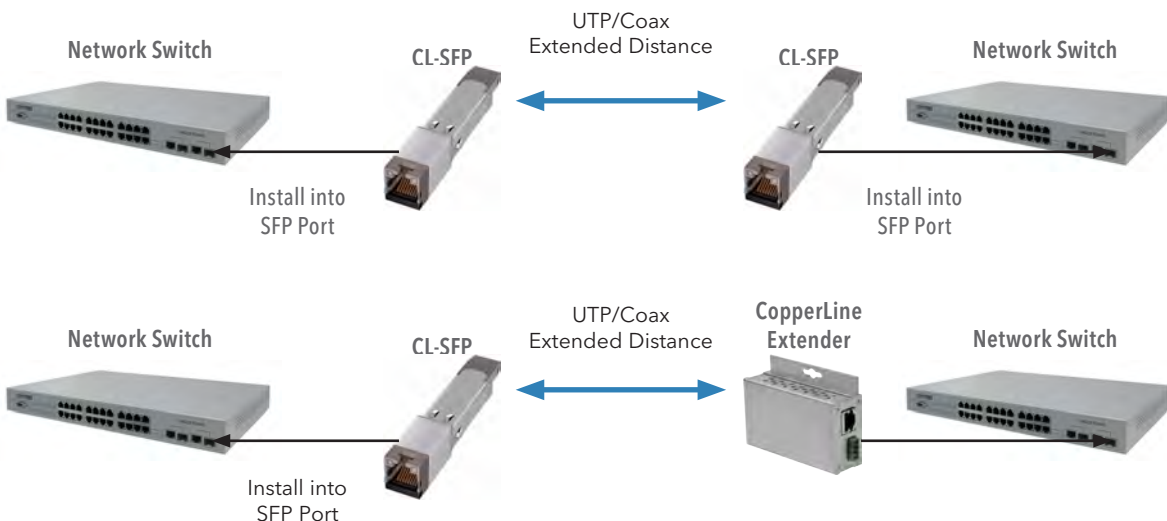 UTP/Coax
Extended Distance
Network Switch
CL-SFP
CL-SFP
Network Switch
Install into
SFP Port
Install into
SFP Port
UTP/Coax
Extended Distance
CopperLine
Extender
Network Switch
CL-SFP
Network Switch
Install into
SFP Port